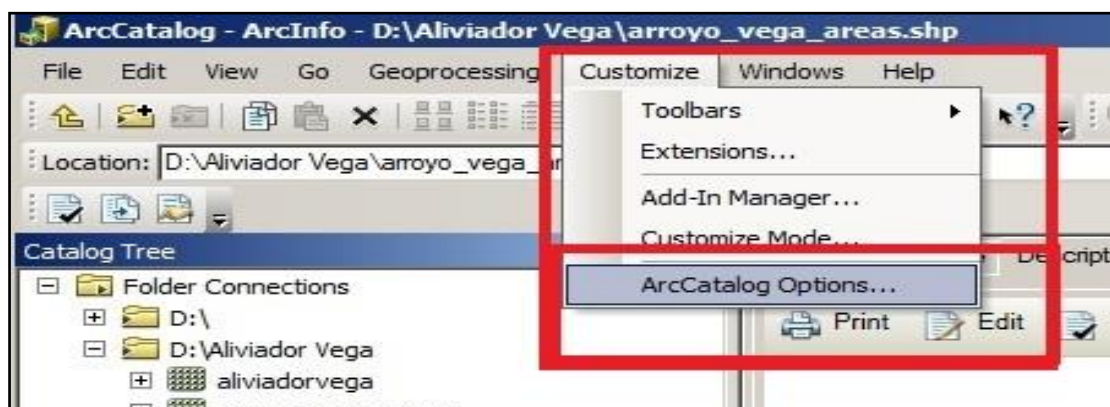 ArcCatalog - ArcInfo - D:\Aliviador Vega\arroyo_vega_areas.shp
File Edit View Go Geoprocessing Customize Windows Help
Toolbars
Extensions...
Add-In Manager...
Customize Mode...
ArcCatalog Options...
Location: D:\Aliviador Vega\arroyo_vega_
Catalog Tree
Folder Connections
D:\
D:\Aliviador Vega
aliviadorvega
Print Edit